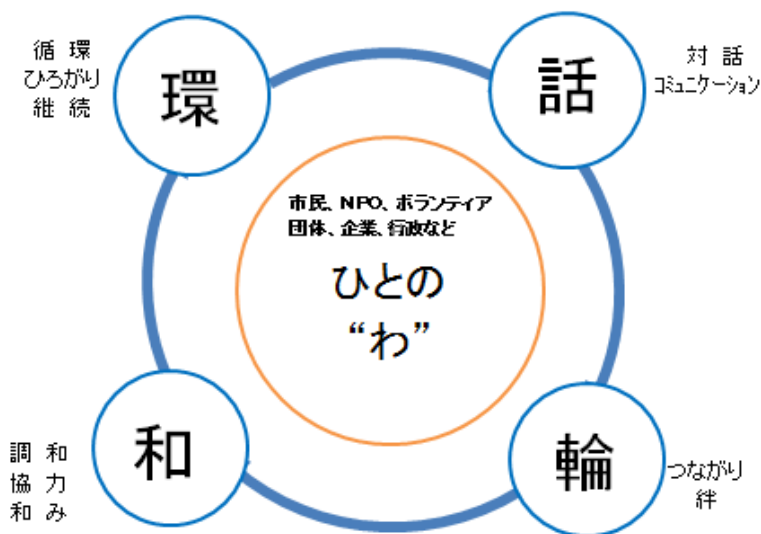 循 環
ひろがり
継 続
環
話
対 話
コミュニケーション
市民、NPO、ボランティア
団体、企業、行政など
ひとの
“わ”
調 和
協 力
和 み
和
輪
つながり
絆